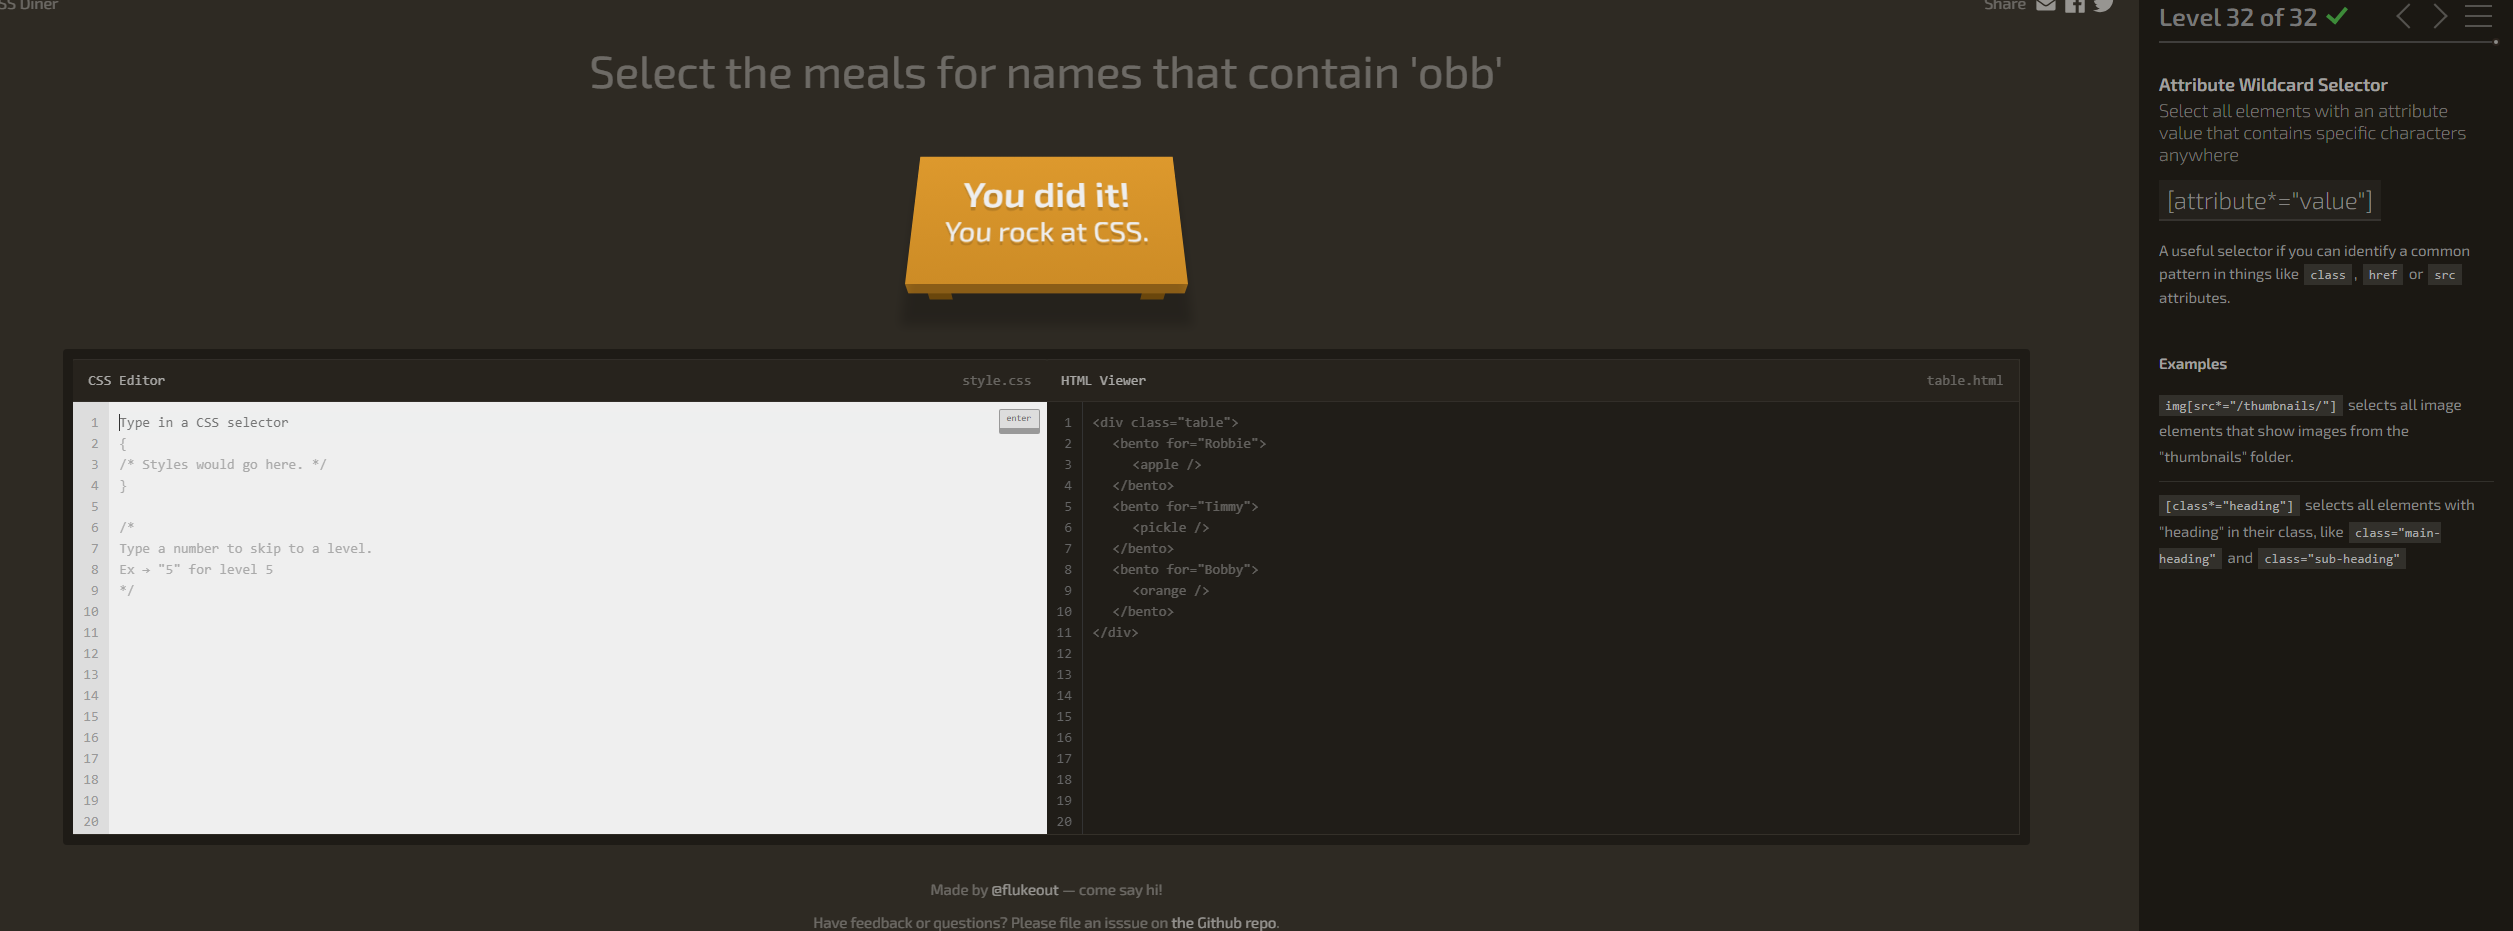 SS Diner
Share
Select the meals for names that contain 'obb'
You did it!
You rock at CSS.
CSS Editor
style.css
1 Type in a CSS selector
enter
2 {
3 /* Styles would go here. */
4 }
5
6 /*
7 Type a number to skip to a level.
8 Ex → "5" for level 5
9 */
10
11
12
13
14
15
16
17
18
19
20
HTML Viewer
table.html
1 <div class="table">
2 <bento for="Robbie">
3 <apple />
4 </bento>
5 <bento for="Timmy">
6 <pickle />
7 </bento>
8 <bento for="Bobby">
9 <orange />
10 </bento>
11 </div>
12
13
14
15
16
17
18
19
20
Made by @flukeout — come say hi!
Have feedback or questions? Please file an isssue on the Github repo.
Level 32 of 32
Attribute Wildcard Selector
Select all elements with an attribute
value that contains specific characters
anywhere
[attribute*="value"]
A useful selector if you can identify a common
pattern in things like class, href or src
attributes.
Examples
img[src*="/thumbnails/"] selects all image
elements that show images from the
"thumbnails" folder.
[class*="heading"] selects all elements with
"heading" in their class, like class="main-
heading" and class="sub-heading"